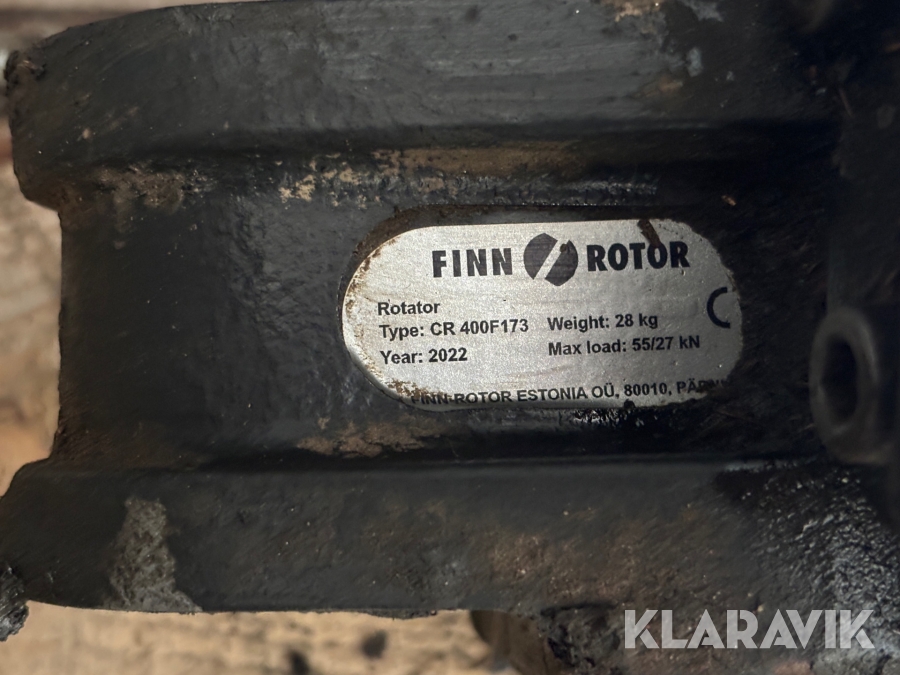 FINN ROTOR
Rotator
Type: CR 400F173 Weight: 28 kg
Year: 2022 Max load: 55/27 kN
FINN-ROTOR ESTONIA OÜ, 80010,
KLARAVIK